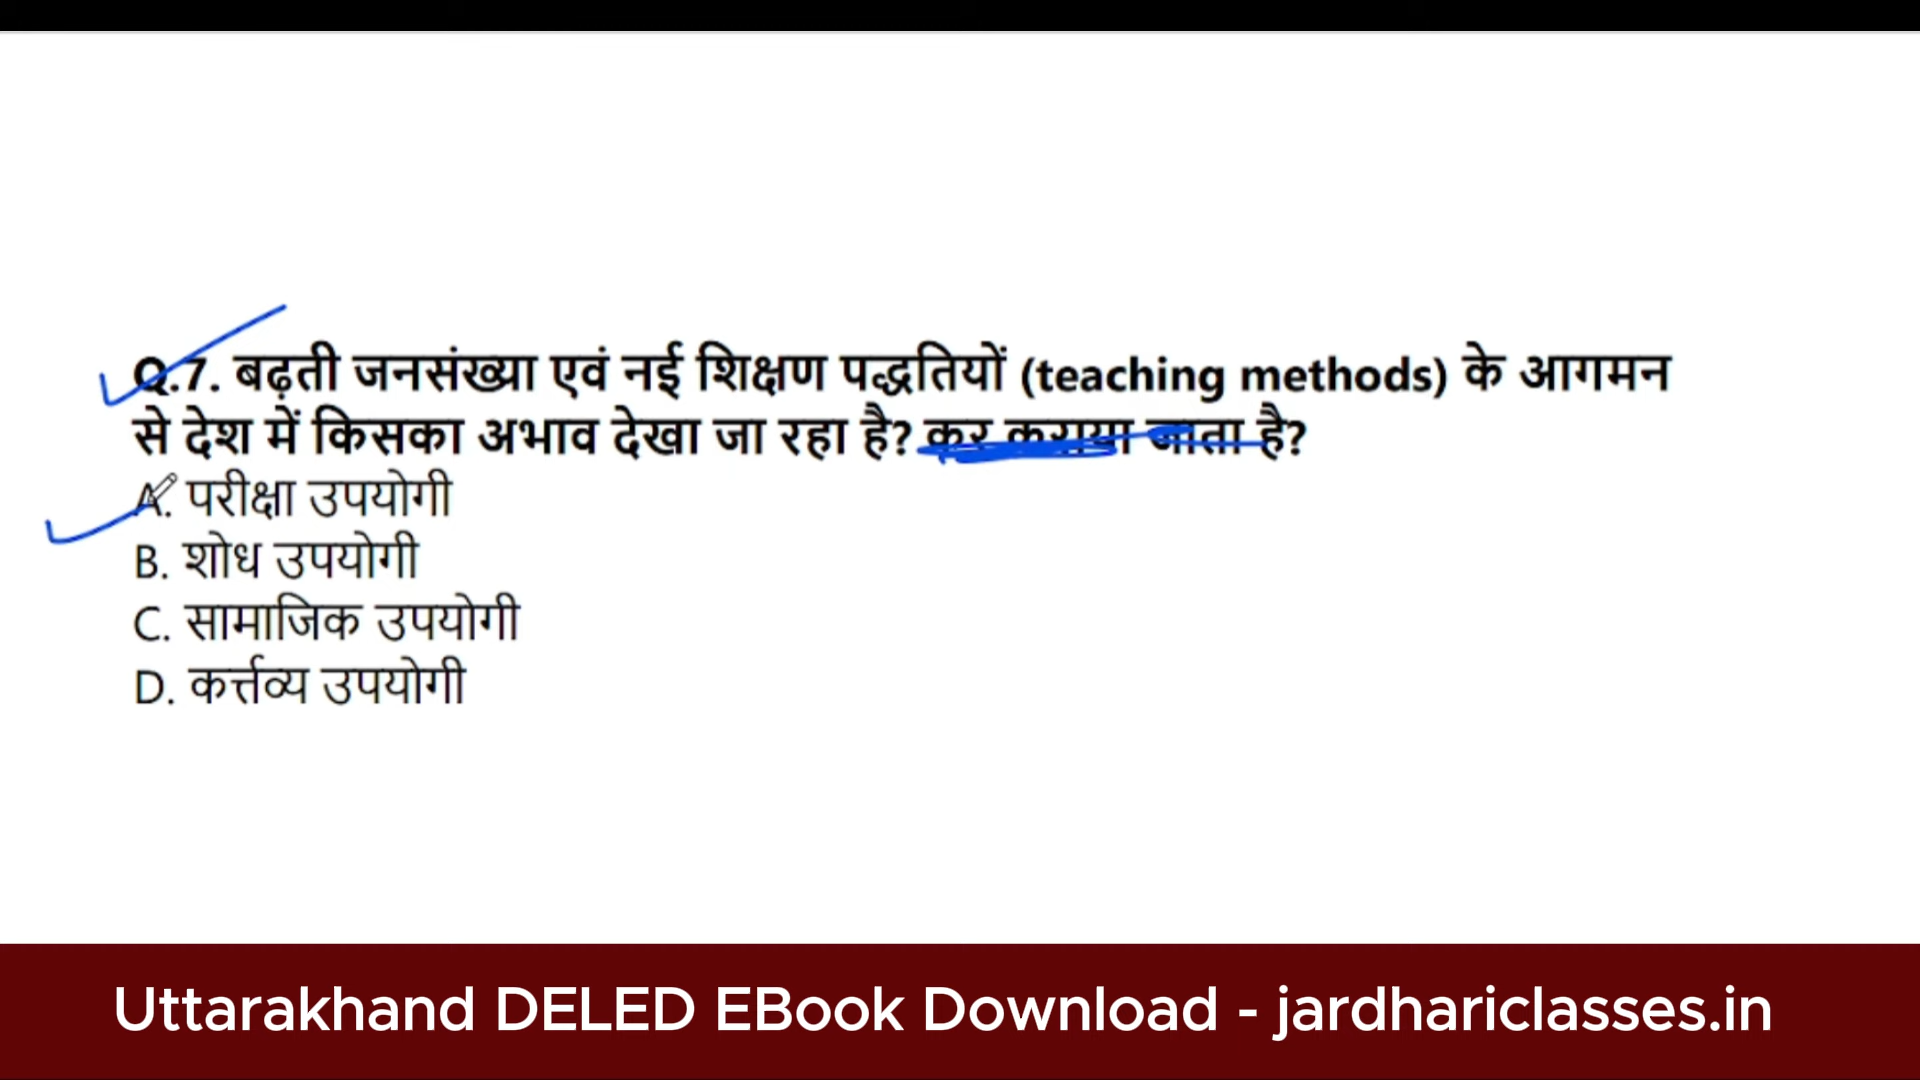 Q.7. बढ़ती जनसंख्या एवं नई शिक्षण पद्धतियों (teaching methods) के आगमन
से देश में किसका अभाव देखा जा रहा है? कर कराया जाता है?
A. परीक्षा उपयोगी
B. शोध उपयोगी
C. सामाजिक उपयोगी
D. कर्त्तव्य उपयोगी
Uttarakhand DELED EBook Download - jardhariclasses.in